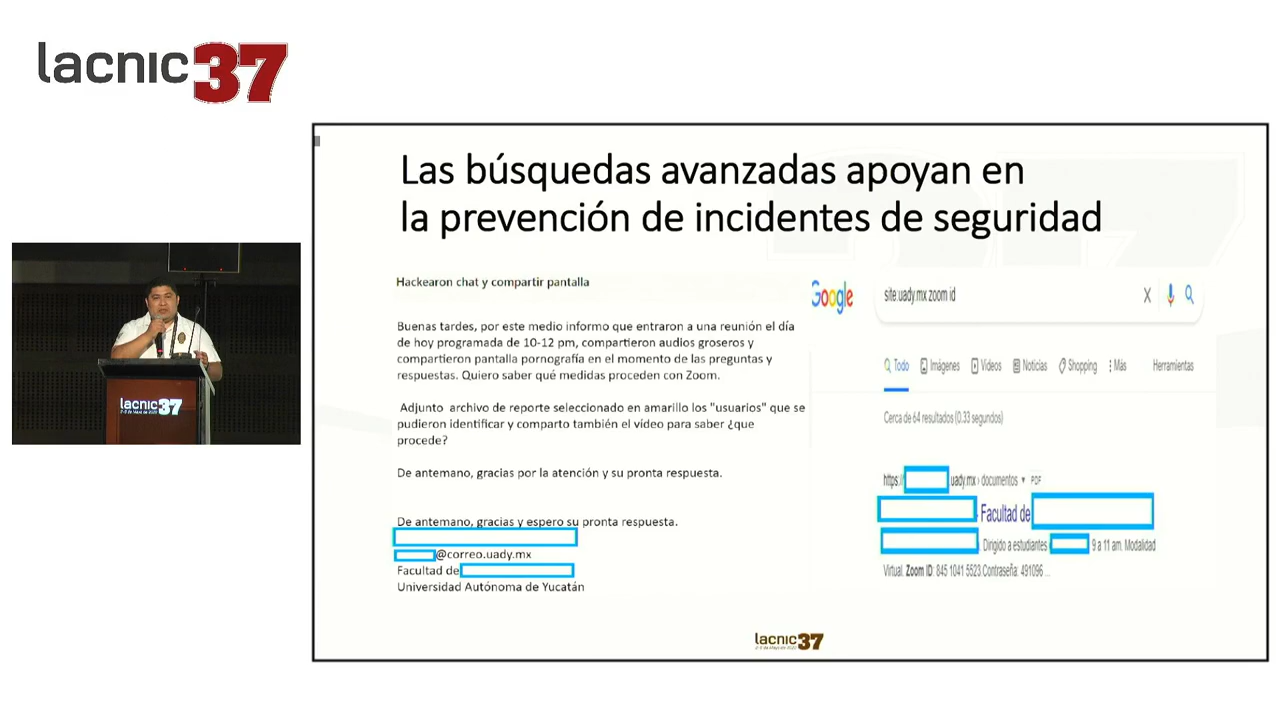 lacnic37
Las búsquedas avanzadas apoyan en
la prevención de incidentes de seguridad
Hackearon chat y compartir pantalla
Buenas tardes, por este medio informo que entraron a una reunión el día
de hoy programada de 10-12 pm, compartieron audios groseros y
compartieron pantalla pornografía en el momento de las preguntas y
respuestas. Quiero saber qué medidas proceden con Zoom.
Adjunto archivo de reporte seleccionado en amarillo los "usuarios" que se
pudieron identificar y comparto también el vídeo para saber ¿que
procede?
De antemano, gracias por la atención y su pronta respuesta.
De antemano, gracias y espero su pronta respuesta.
@correo.uady.mx
Facultad de
Universidad Autónoma de Yucatán
Google
site:uady.mx zoom id
Todo Imágenes Videos Noticias Shopping Más Herramientas
Cerca de 64 resultados (0.33 segundos)
https:// uady.mx › documentos PDF
Facultad de
Dirigido a estudiantes 9 a 11 am. Modalidad
Virtual. Zoom ID: 845 1041 5523 Contraseña: 491096 ...
lacnic37
lacnic37